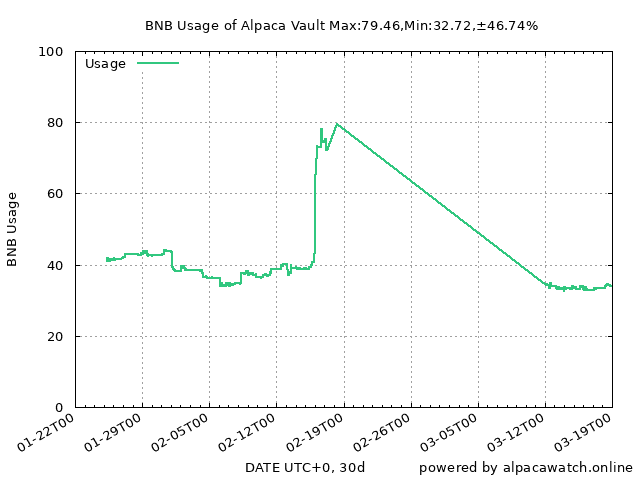 BNB Usage of Alpaca Vault Max:79.46,Min:32.72,±46.74%
100
Usage
80
60
BNB Usage
40
20
0
01-22T00
01-29T00
02-05T00
02-12T00
02-19T00
02-26T00
03-05T00
03-12T00
03-19T00
DATE UTC+0, 30d
powered by alpacawatch.online